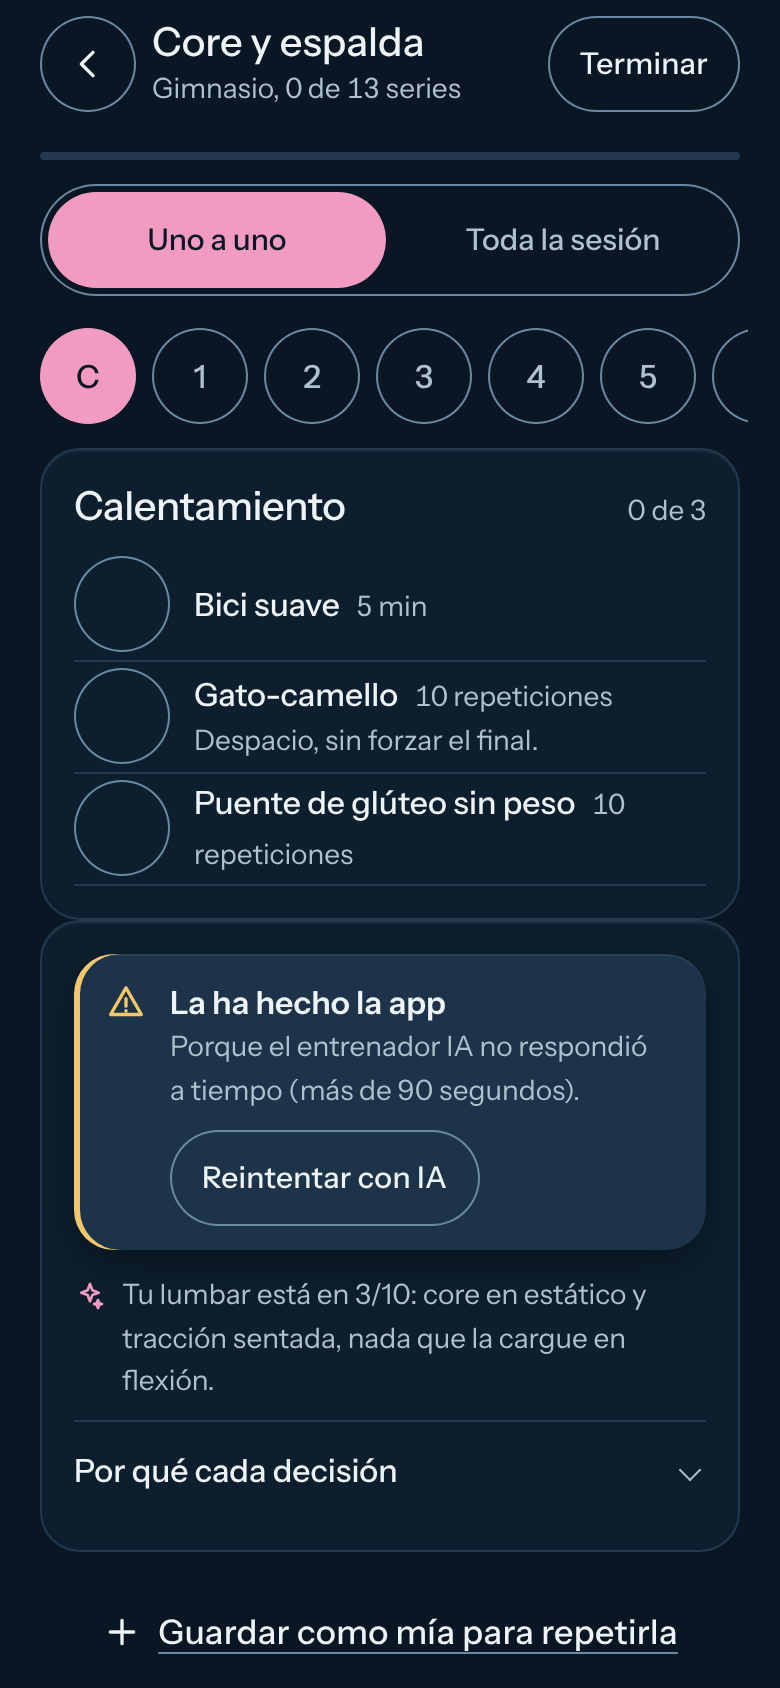 Core y espalda
Gimnasio, 0 de 13 series
Terminar
Uno a uno
Toda la sesión
C
1
2
3
4
5
Calentamiento
0 de 3
Bici suave 5 min
Gato-camello 10 repeticiones
Despacio, sin forzar el final.
Puente de glúteo sin peso 10
repeticiones
La ha hecho la app
Porque el entrenador IA no respondió
a tiempo (más de 90 segundos).
Reintentar con IA
Tu lumbar está en 3/10: core en estático y
tracción sentada, nada que la cargue en
flexión.
Por qué cada decisión
Guardar como mía para repetirla